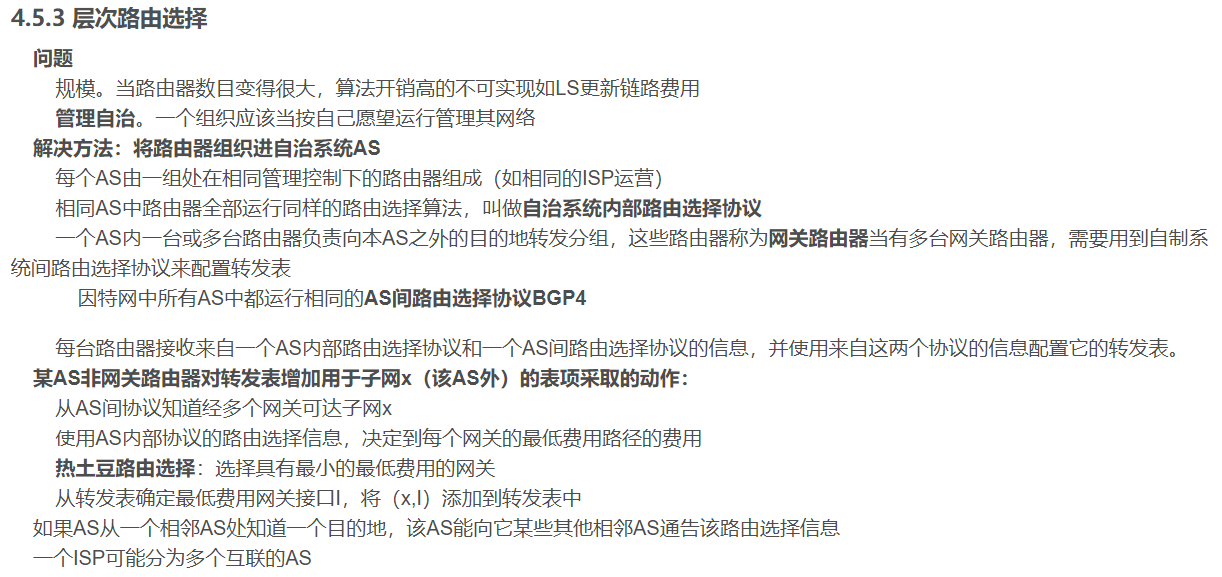 4.5.3 层次路由选择
问题
规模。当路由器数目变得很大，算法开销高的不可实现如LS更新链路费用
管理自治。一个组织应该当按自己愿望运行管理其网络
解决方法：将路由器组织进自治系统AS
每个AS由一组处在相同管理控制下的路由器组成（如相同的ISP运营）
相同AS中路由器全部运行同样的路由选择算法，叫做自治系统内部路由选择协议
一个AS内一台或多台路由器负责向本AS之外的目的地转发分组，这些路由器称为网关路由器当有多台网关路由器，需要用到自制系
统间路由选择协议来配置转发表
因特网中所有AS中都运行相同的AS间路由选择协议BGP4
每台路由器接收来自一个AS内部路由选择协议和一个AS间路由选择协议的信息，并使用来自这两个协议的信息配置它的转发表。
某AS非网关路由器对转发表增加用于子网x（该AS外）的表项采取的动作：
从AS间协议知道经多个网关可达子网x
使用AS内部协议的路由选择信息，决定到每个网关的最低费用路径的费用
热土豆路由选择：选择具有最小的最低费用的网关
从转发表确定最低费用网关接口I，将（x,I）添加到转发表中
如果AS从一个相邻AS处知道一个目的地，该AS能向它某些其他相邻AS通告该路由选择信息
一个ISP可能分为多个互联的AS